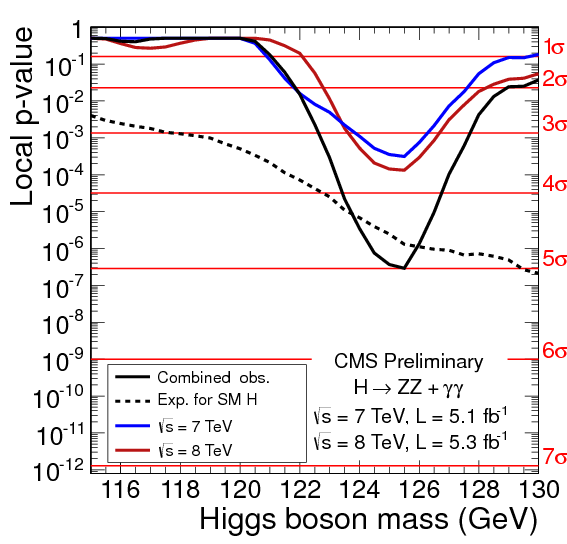 Local p-value
1
10⁻¹
10⁻²
10⁻³
10⁻⁴
10⁻⁵
10⁻⁶
10⁻⁷
10⁻⁸
10⁻⁹
10⁻¹⁰
10⁻¹¹
10⁻¹²
1σ
2σ
3σ
4σ
5σ
6σ
7σ
Combined obs.
Exp. for SM H
√s = 7 TeV
√s = 8 TeV
CMS Preliminary
H → ZZ + γγ
√s = 7 TeV, L = 5.1 fb⁻¹
√s = 8 TeV, L = 5.3 fb⁻¹
116 118 120 122 124 126 128 130
Higgs boson mass (GeV)